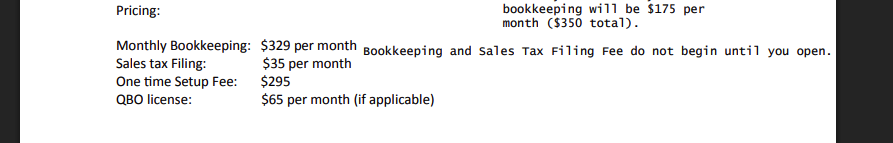 Pricing:
bookkeeping will be $175 per
month ($350 total).
Monthly Bookkeeping: $329 per month
Bookkeeping and Sales Tax Filing Fee do not begin until you open.
Sales tax Filing: $35 per month
One time Setup Fee: $295
QBO license: $65 per month (if applicable)